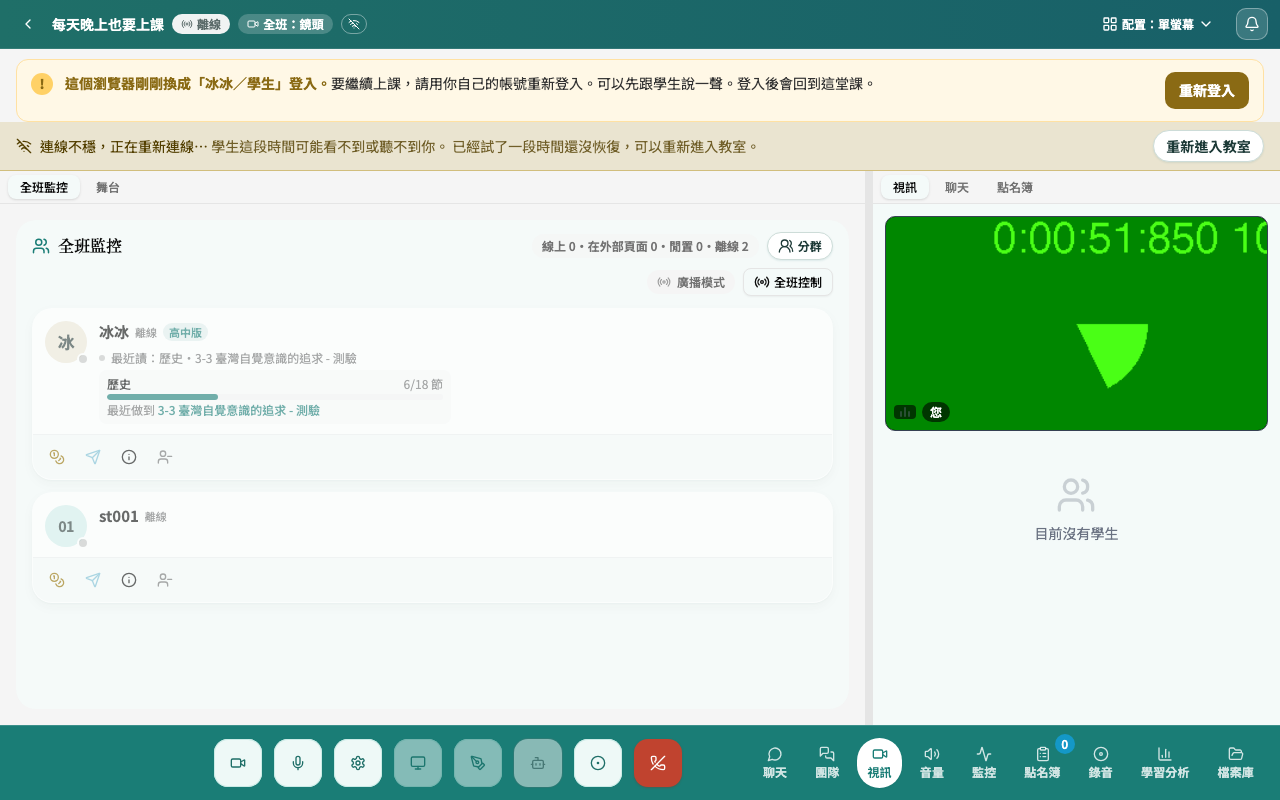 每天晚上也要上課 離線 全班：鏡頭 配置：單螢幕
! 這個瀏覽器剛剛換成「冰冰／學生」登入。要繼續上課，請用你自己的帳號重新登入。可以先跟學生說一聲。登入後會回到這堂課。 重新登入
連線不穩，正在重新連線… 學生這段時間可能看不到或聽不到你。 已經試了一段時間還沒恢復，可以重新進入教室。 重新進入教室
全班監控 舞台
全班監控 線上 0・在外部頁面 0・閒置 0・離線 2 分群
廣播模式 全班控制
冰 冰冰 離線 高中版
最近讀：歷史・3-3 臺灣自覺意識的追求 - 測驗
歷史 6/18 節
最近做到 3-3 臺灣自覺意識的追求 - 測驗
01 st001 離線
視訊 聊天 點名簿
0:00:51:850 10
您
目前沒有學生
聊天 團隊 視訊 音量 監控 點名簿 0 錄音 學習分析 檔案庫